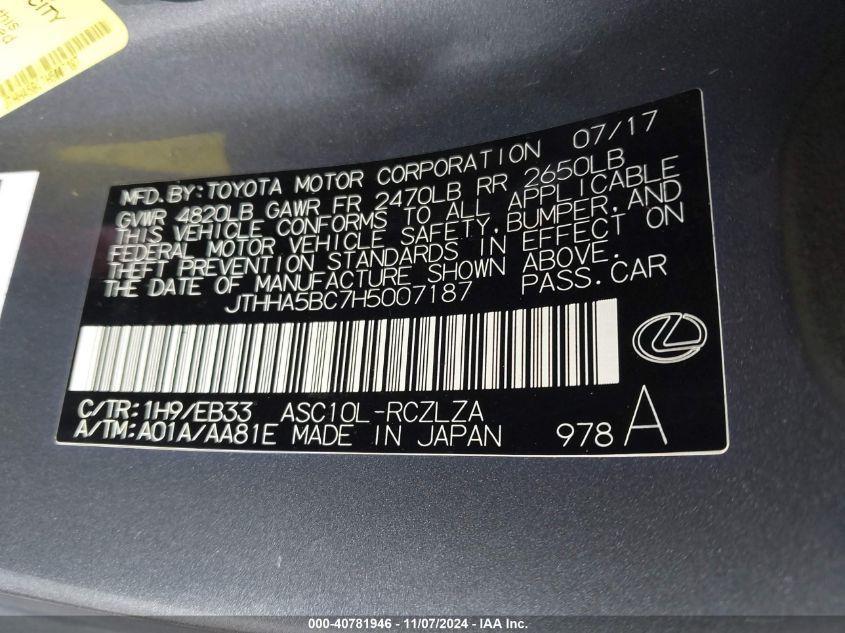 CITY
this
MFD.BY:TOYOTA MOTOR CORPORATION 07/17
GVWR 4820LB GAWR FR 2470LB RR 2650LB
THIS VEHICLE CONFORMS TO ALL APPLICABLE
FEDERAL MOTOR VEHICLE SAFETY,BUMPER,AND
THEFT PREVENTION STANDARDS IN EFFECT ON
THE DATE OF MANUFACTURE SHOWN ABOVE.
JTHHA5BC7H5007187 PASS.CAR
C/TR:1H9/EB33 ASC10L-RCZLZA
A/TM:A01A/AA81E MADE IN JAPAN 978 A
000-40781946 - 11/07/2024 - IAA Inc.